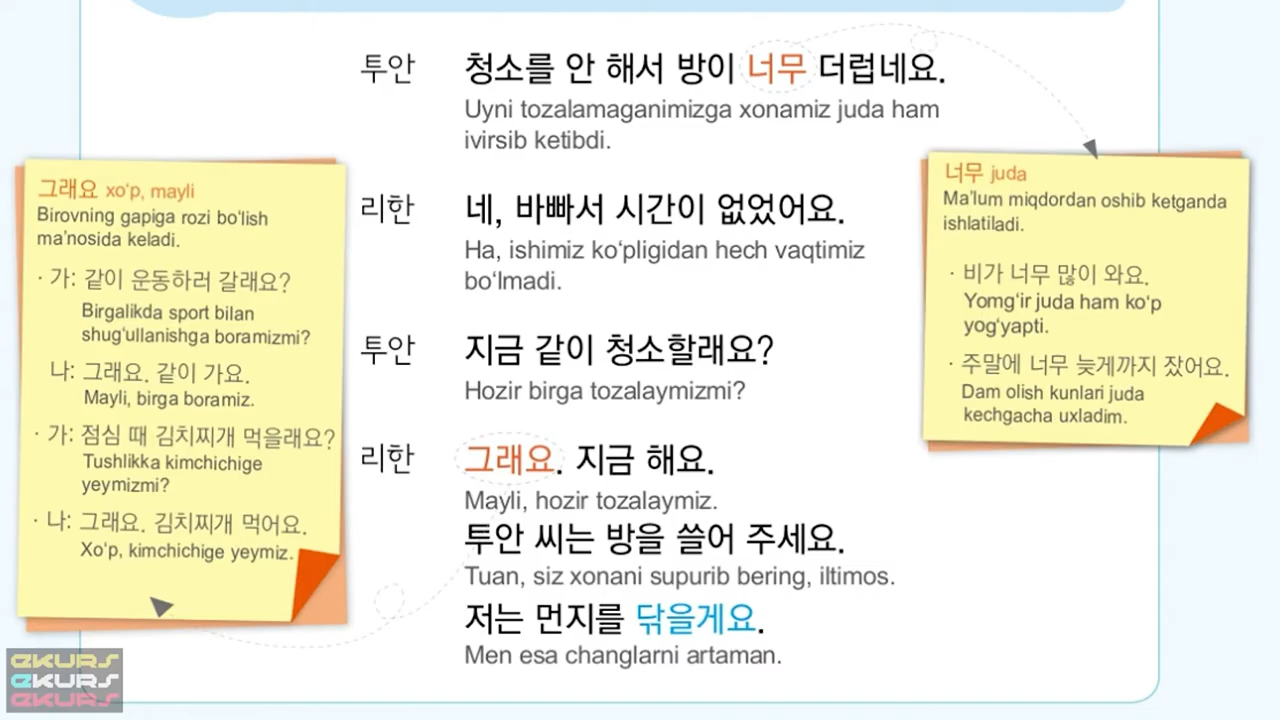 투안 청소를 안 해서 방이 너무 더럽네요.
Uyni tozalamaganimizga xonamiz juda ham
ivirsib ketibdi.
리한 네, 바빠서 시간이 없었어요.
Ha, ishimiz ko‘pligidan hech vaqtimiz
bo‘lmadi.
투안 지금 같이 청소할래요?
Hozir birga tozalaymizmi?
리한 그래요. 지금 해요.
Mayli, hozir tozalaymiz.
투안 씨는 방을 쓸어 주세요.
Tuan, siz xonani supurib bering, iltimos.
저는 먼지를 닦을게요.
Men esa changlarni artaman.
그래요 xo‘p, mayli
Birovning gapiga rozi bo‘lish
ma’nosida keladi.
· 가: 같이 운동하러 갈래요?
Birgalikda sport bilan
shug‘ullanishga boramizmi?
나: 그래요. 같이 가요.
Mayli, birga boramiz.
· 가: 점심 때 김치찌개 먹을래요?
Tushlikka kimchichige
yeymizmi?
· 나: 그래요. 김치찌개 먹어요.
Xo‘p, kimchichige yeymiz.
너무 juda
Ma’lum miqdordan oshib ketganda
ishlatiladi.
· 비가 너무 많이 와요.
Yomg‘ir juda ham ko‘p
yog‘yapti.
· 주말에 너무 늦게까지 잤어요.
Dam olish kunlari juda
kechgacha uxladim.
EKURS
EKURS
EKURS